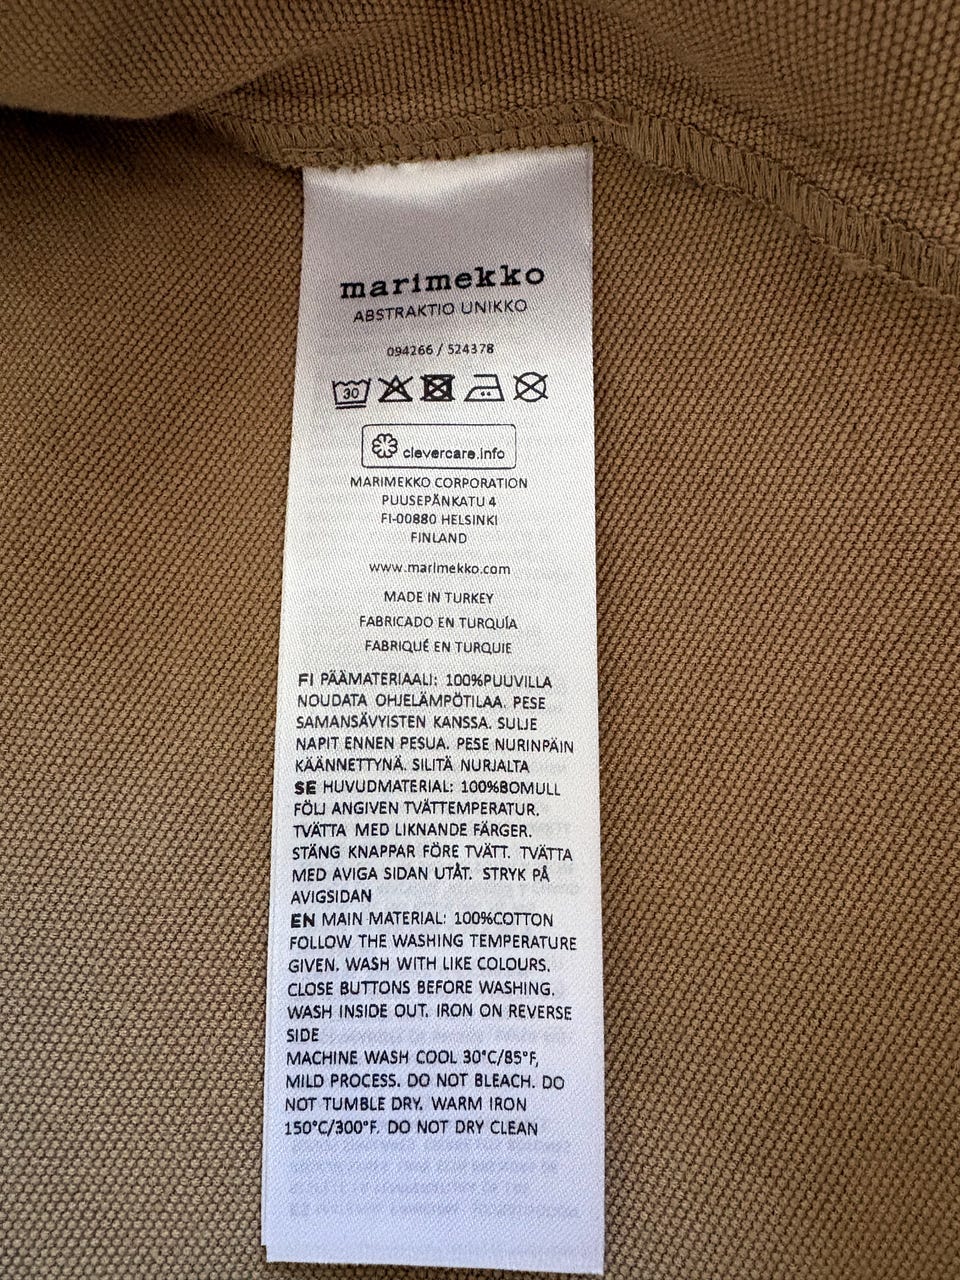 marimekko
ABSTRAKTIO UNIKKO
094266 / 524378
30
clevercare.info
MARIMEKKO CORPORATION
PUUSEPÄNKATU 4
FI-00880 HELSINKI
FINLAND
www.marimekko.com
MADE IN TURKEY
FABRICADO EN TURQUÍA
FABRIQUÉ EN TURQUIE
FI PÄÄMATERIAALI: 100%PUUVILLA
NOUDATA OHJELÄMPÖTILAA. PESE
SAMANSÄVYISTEN KANSSA. SULJE
NAPIT ENNEN PESUA. PESE NURINPÄIN
KÄÄNNETTYNÄ. SILITÄ NURJALTA
SE HUVUDMATERIAL: 100%BOMULL
FÖLJ ANGIVEN TVÄTTEMPERATUR.
TVÄTTA MED LIKNANDE FÄRGER.
STÄNG KNAPPAR FÖRE TVÄTT. TVÄTTA
MED AVIGA SIDAN UTÅT. STRYK PÅ
AVIGSIDAN
EN MAIN MATERIAL: 100%COTTON
FOLLOW THE WASHING TEMPERATURE
GIVEN. WASH WITH LIKE COLOURS.
CLOSE BUTTONS BEFORE WASHING.
WASH INSIDE OUT. IRON ON REVERSE
SIDE
MACHINE WASH COOL 30°C/85°F,
MILD PROCESS. DO NOT BLEACH. DO
NOT TUMBLE DRY. WARM IRON
150°C/300°F. DO NOT DRY CLEAN